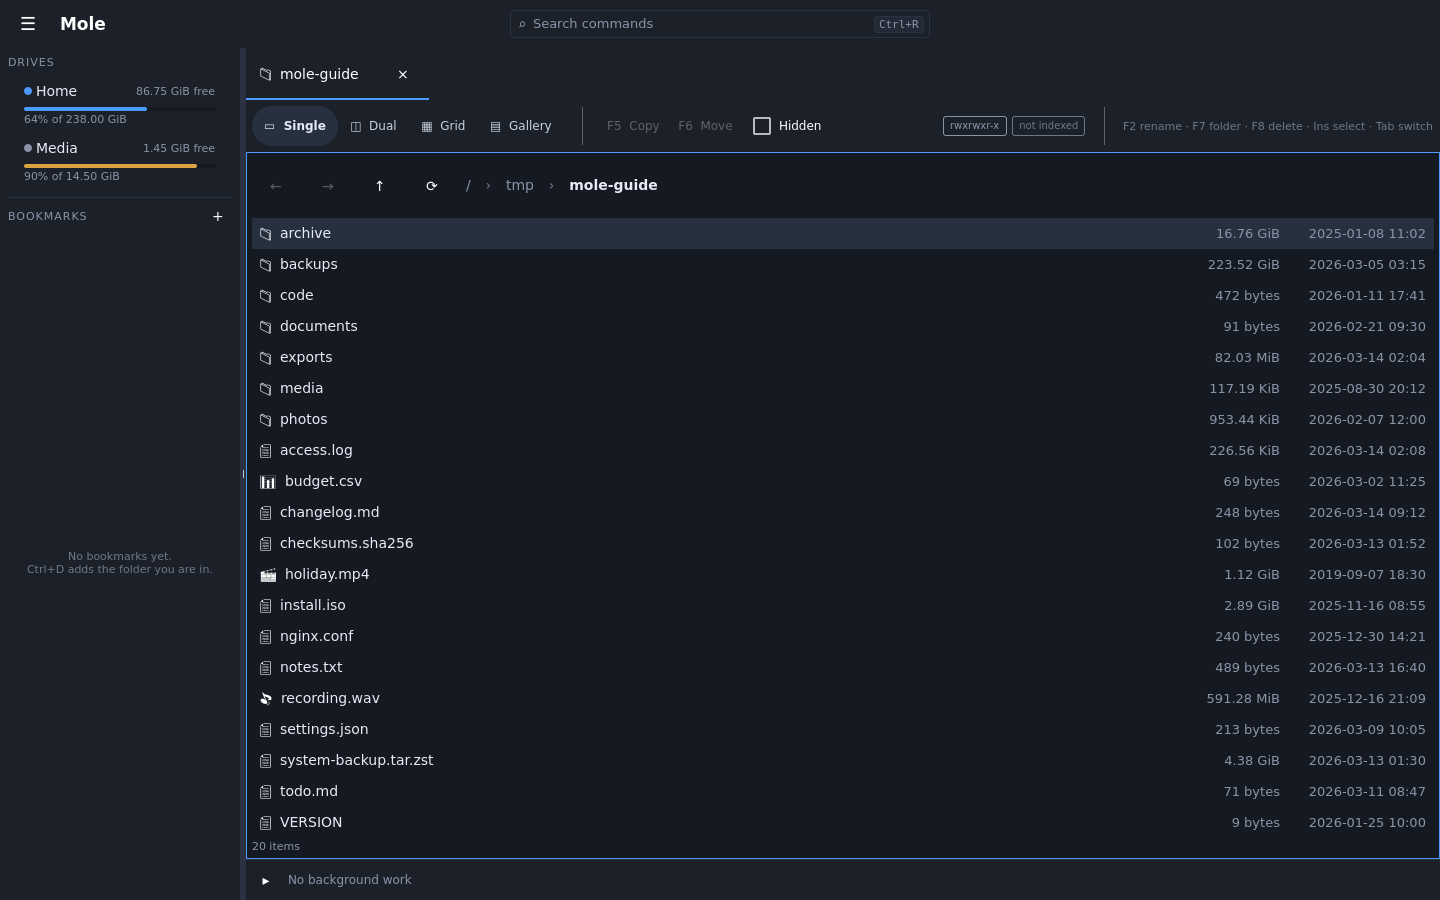 Mole
Search commands
Ctrl+R
DRIVES
Home 86.75 GiB free
64% of 238.00 GiB
Media 1.45 GiB free
90% of 14.50 GiB
BOOKMARKS +
No bookmarks yet.
Ctrl+D adds the folder you are in.
mole-guide ×
Single Dual Grid Gallery F5 Copy F6 Move Hidden rwxrwxr-x not indexed F2 rename · F7 folder · F8 delete · Ins select · Tab switch
/ › tmp › mole-guide
archive 16.76 GiB 2025-01-08 11:02
backups 223.52 GiB 2026-03-05 03:15
code 472 bytes 2026-01-11 17:41
documents 91 bytes 2026-02-21 09:30
exports 82.03 MiB 2026-03-14 02:04
media 117.19 KiB 2025-08-30 20:12
photos 953.44 KiB 2026-02-07 12:00
access.log 226.56 KiB 2026-03-14 02:08
budget.csv 69 bytes 2026-03-02 11:25
changelog.md 248 bytes 2026-03-14 09:12
checksums.sha256 102 bytes 2026-03-13 01:52
holiday.mp4 1.12 GiB 2019-09-07 18:30
install.iso 2.89 GiB 2025-11-16 08:55
nginx.conf 240 bytes 2025-12-30 14:21
notes.txt 489 bytes 2026-03-13 16:40
recording.wav 591.28 MiB 2025-12-16 21:09
settings.json 213 bytes 2026-03-09 10:05
system-backup.tar.zst 4.38 GiB 2026-03-13 01:30
todo.md 71 bytes 2026-03-11 08:47
VERSION 9 bytes 2026-01-25 10:00
20 items
No background work